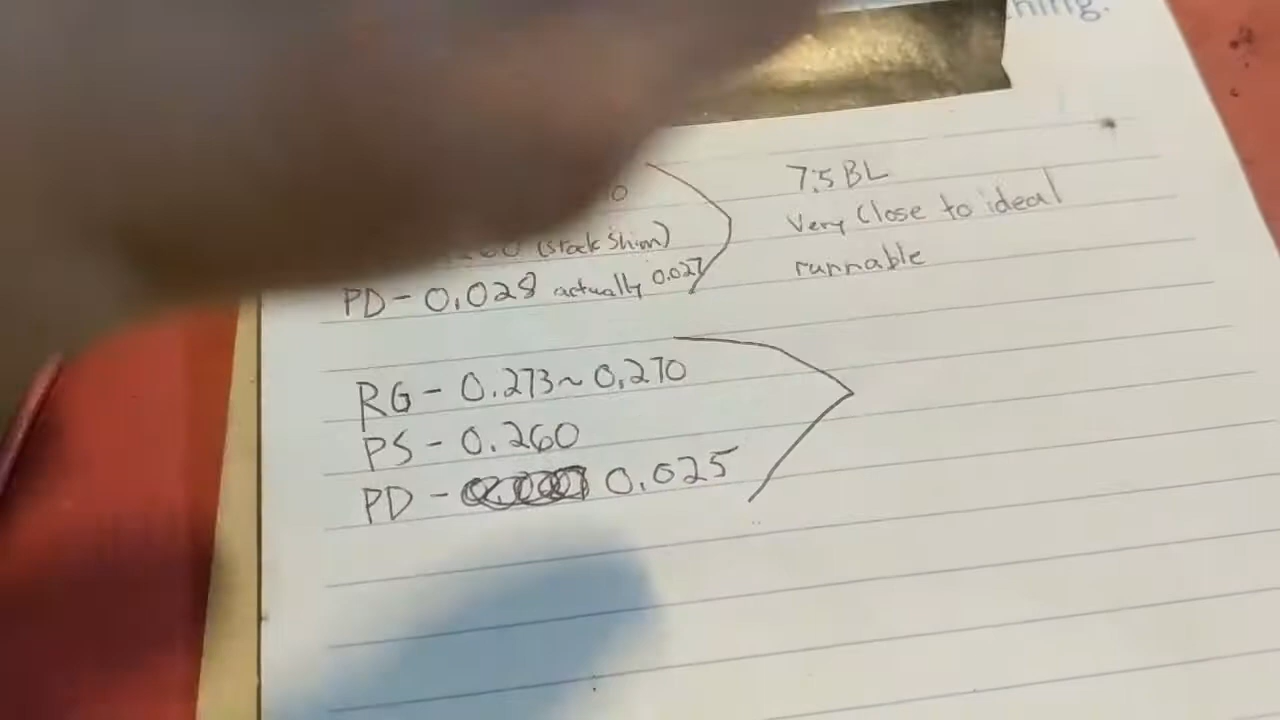 7.5 BL
Very Close to ideal
(stock Shim)
runnable
PD - 0.028 actually 0.027
RG - 0.273~0.270
PS - 0.260
PD - 0.025